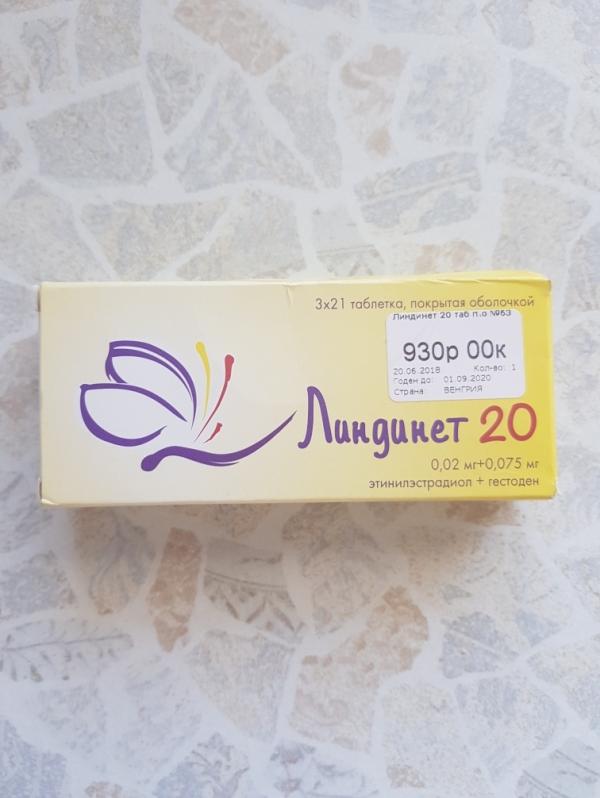 3х21 таблетка, покрытая оболочкой
Линдинет 20 таб п.о №63
930р 00к
20.06.2018 Кол-во: 1
Годен до: 01.09.2020
Страна: ВЕНГРИЯ
Линдинет 20
0,02 мг+0,075 мг
этинилэстрадиол + гестоден